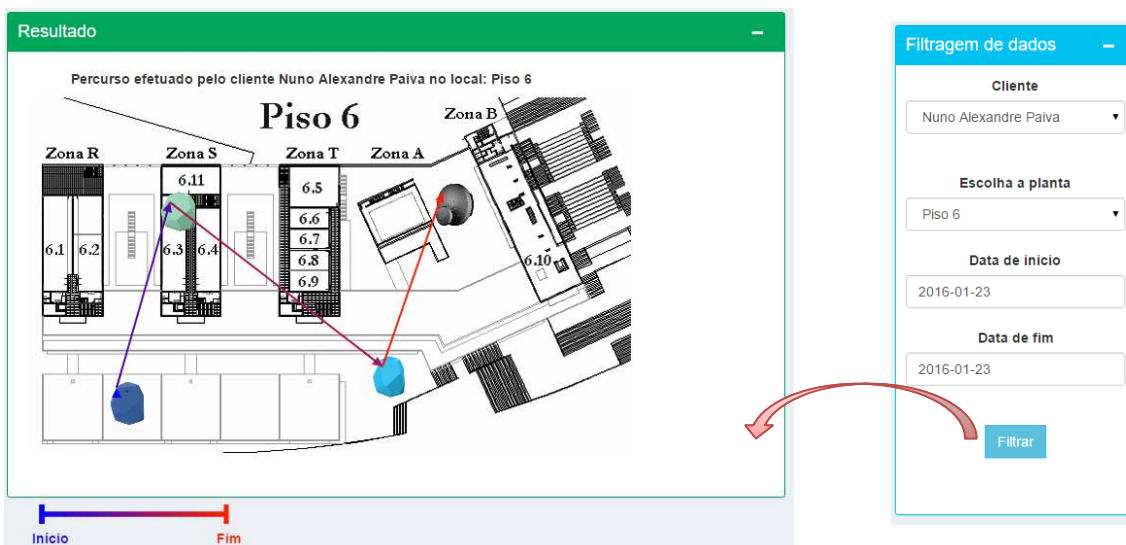 Resultado
Percurso efetuado pelo cliente Nuno Alexandre Paiva no local: Piso 6
Piso 6
Zona B
Zona R
Zona S
Zona T
Zona A
6.11
6.5
6.6
6.7
6.1
6.2
6.3
6.4
6.8
6.10
6.9
Início
Fim
Filtragem de dados
Cliente
Nuno Alexandre Paiva
Escolha a planta
Piso 6
Data de inicio
2016-01-23
Data de fim
2016-01-23
Filtrar